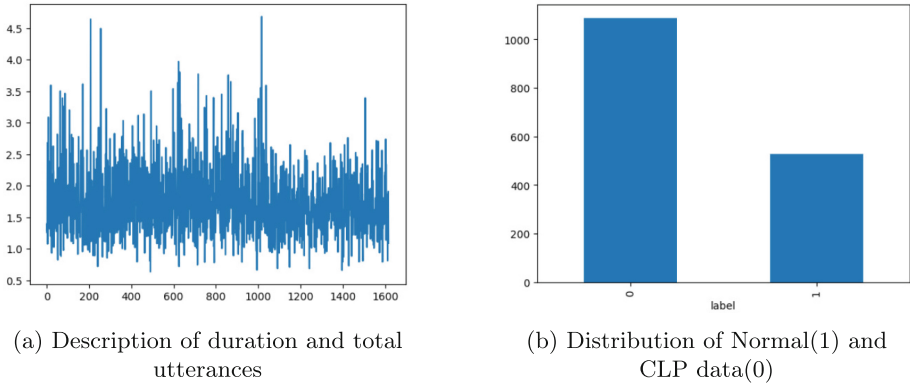 4.5
4.0
3.5
3.0
2.5
2.0
1.5
1.0
0.5
0 200 400 600 800 1000 1200 1400 1600
(a) Description of duration and total
utterances
1000
800
600
400
200
0
0 1
label
(b) Distribution of Normal(1) and
CLP data(0)